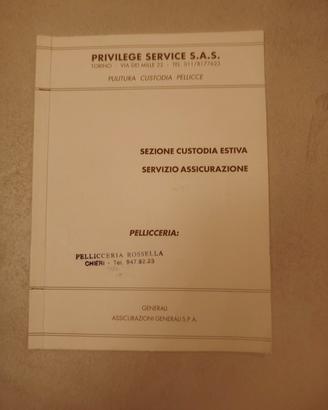 PRIVILEGE SERVICE S.A.S.
TORINO - VIA DEI MILLE 22 - TEL. 011/8177623
PULITURA CUSTODIA PELLICCE
SEZIONE CUSTODIA ESTIVA
SERVIZIO ASSICURAZIONE
PELLICCERIA:
PELLICCERIA ROSSELLA
CHIERI - Tel. 947.82.23
GENERALI
ASSICURAZIONI GENERALI S.P.A.